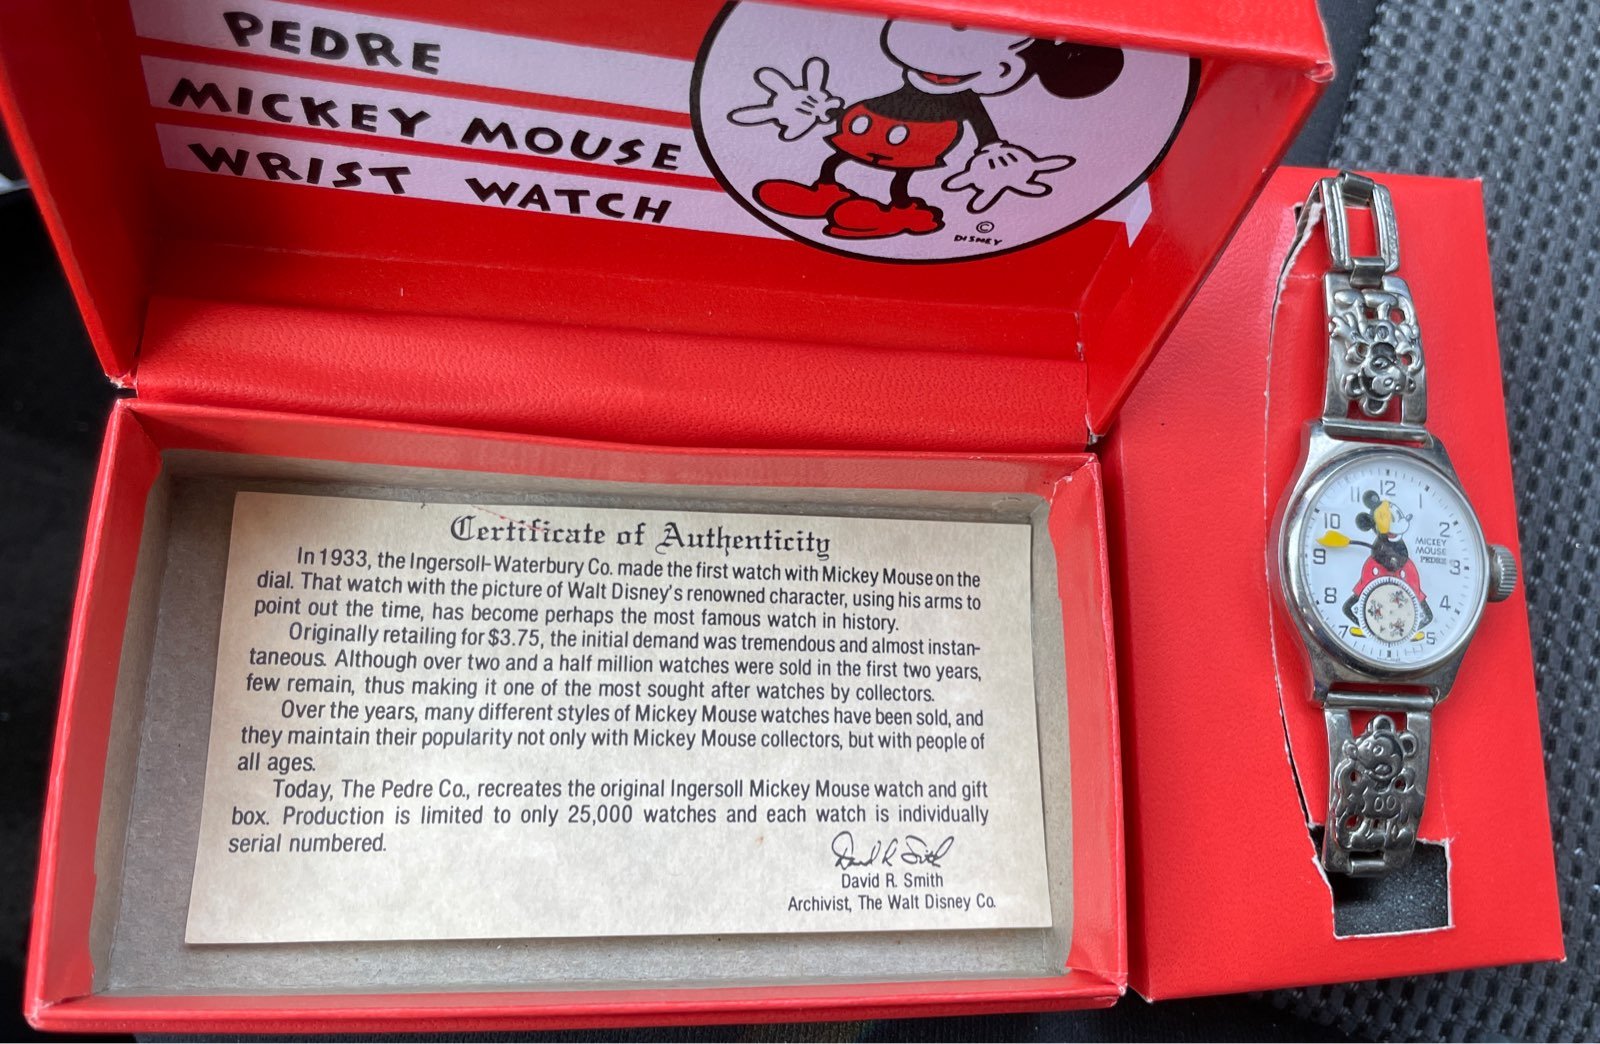 PEDRE
MICKEY MOUSE
WRIST WATCH
©
DISNEY
Certificate of Authenticity
In 1933, the Ingersoll-Waterbury Co. made the first watch with Mickey Mouse on the
dial. That watch with the picture of Walt Disney's renowned character, using his arms to
point out the time, has become perhaps the most famous watch in history.
Originally retailing for $3.75, the initial demand was tremendous and almost instan-
taneous. Although over two and a half million watches were sold in the first two years,
few remain, thus making it one of the most sought after watches by collectors.
Over the years, many different styles of Mickey Mouse watches have been sold, and
they maintain their popularity not only with Mickey Mouse collectors, but with people of
all ages.
Today, The Pedre Co., recreates the original Ingersoll Mickey Mouse watch and gift
box. Production is limited to only 25,000 watches and each watch is individually
serial numbered.
David R Smith
David R. Smith
Archivist, The Walt Disney Co.
11 12 1
10 2
MICKEY
MOUSE
PEDRE
9 3
8 4
7 5